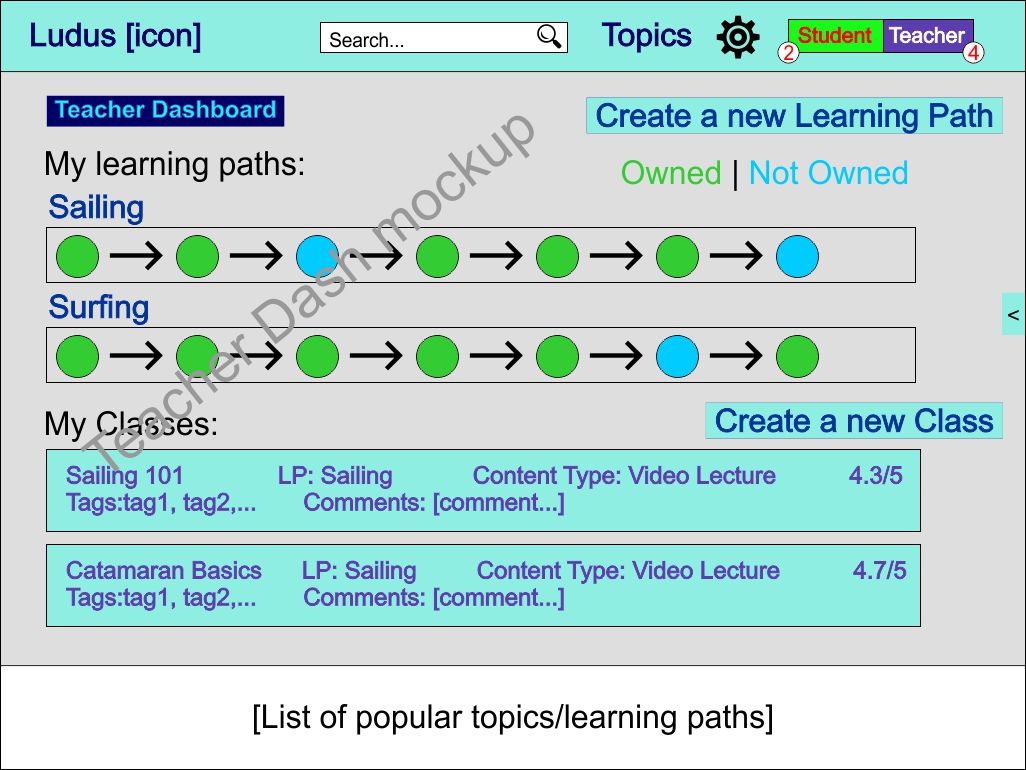 Ludus [icon]
Search...
Topics
Student
Teacher
2
4
Teacher Dashboard
Create a new Learning Path
My learning paths:
Owned | Not Owned
Sailing
Surfing
<
Teacher Dash mockup
My Classes:
Create a new Class
Sailing 101 LP: Sailing Content Type: Video Lecture 4.3/5
Tags:tag1, tag2,... Comments: [comment...]
Catamaran Basics LP: Sailing Content Type: Video Lecture 4.7/5
Tags:tag1, tag2,... Comments: [comment...]
[List of popular topics/learning paths]